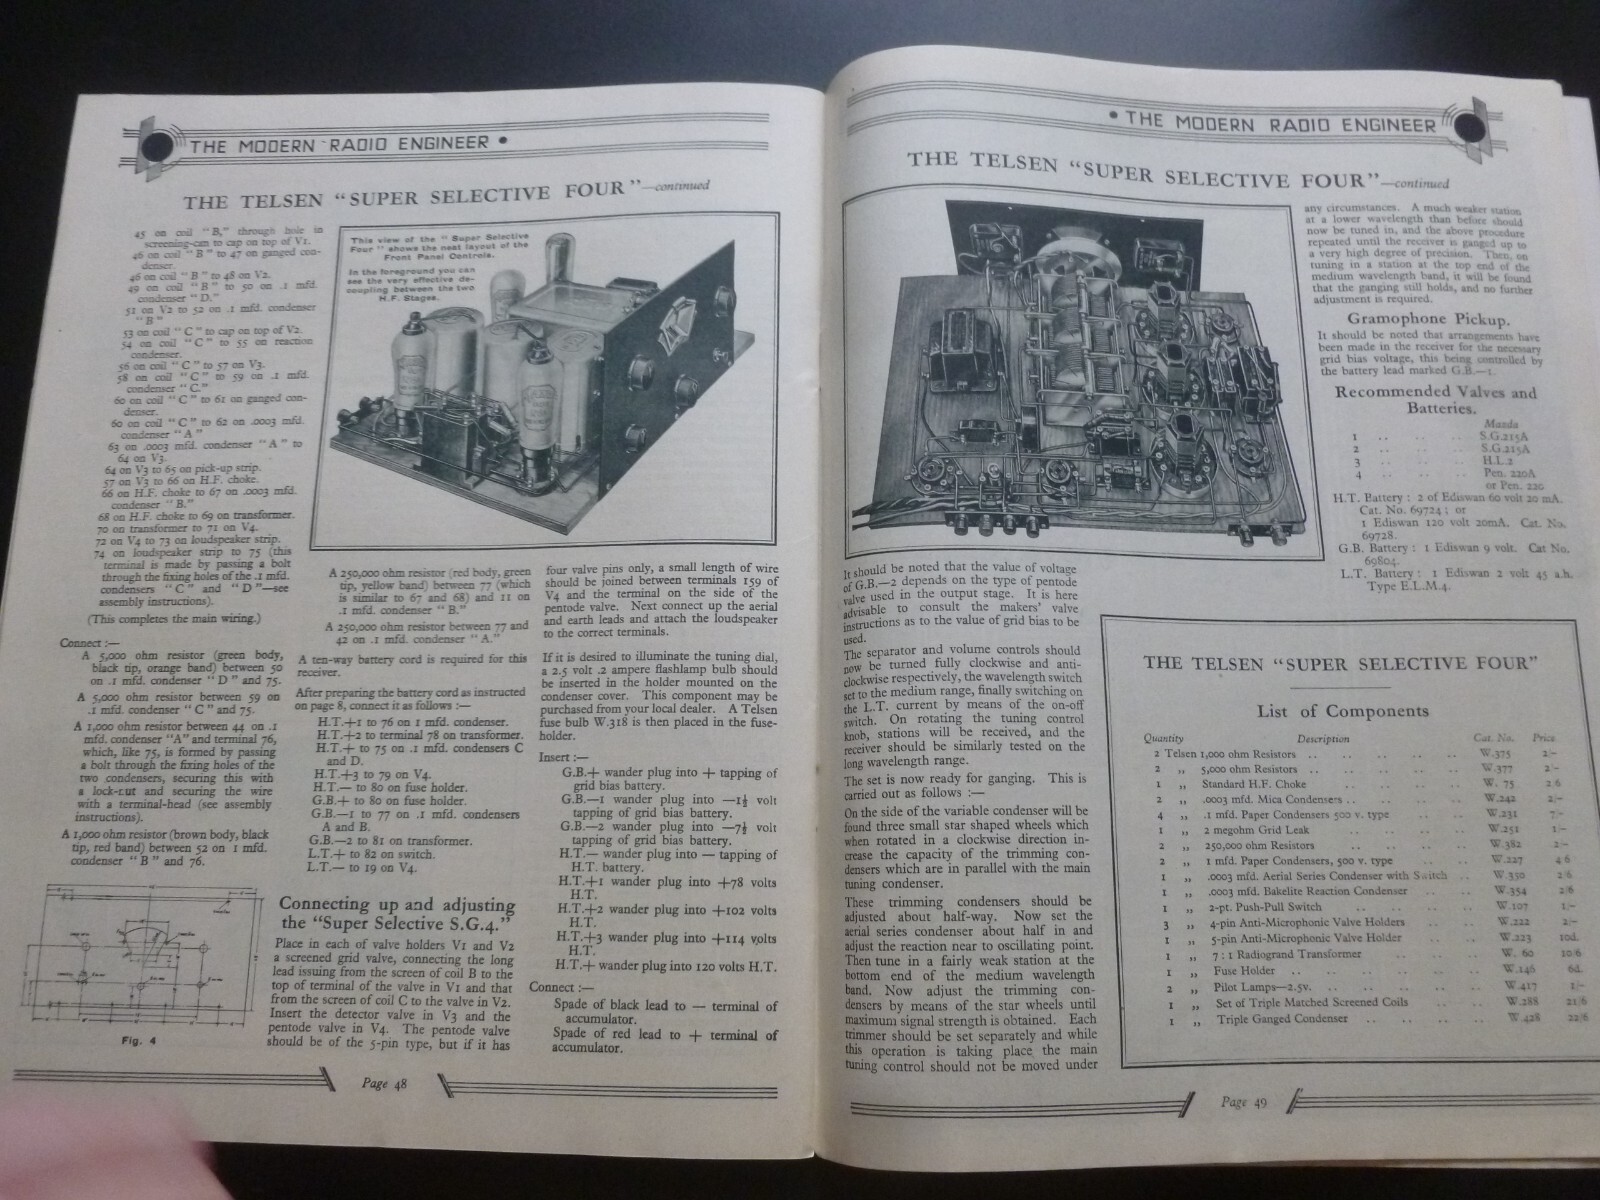 THE MODERN RADIO ENGINEER •
THE TELSEN "SUPER SELECTIVE FOUR"—continued
45 on coil "B," through hole in
screening-can to cap on top of V1.
46 on coil "B" to 47 on ganged con-
denser.
46 on coil "B" to 48 on V2.
49 on coil "B" to 50 on .1 mfd.
condenser "D."
51 on V2 to 52 on .1 mfd. condenser
"B"
53 on coil "C" to cap on top of V2.
54 on coil "C" to 55 on reaction
condenser.
56 on coil "C" to 57 on V3.
58 on coil "C" to 59 on .1 mfd.
condenser "C."
60 on coil "C" to 61 on ganged con-
denser.
60 on coil "C" to 62 on .0003 mfd.
condenser "A"
63 on .0003 mfd. condenser "A" to
64 on V3.
64 on V3 to 65 on pick-up strip.
57 on V3 to 66 on H.F. choke.
66 on H.F. choke to 67 on .0003 mfd.
condenser "B."
68 on H.F. choke to 69 on transformer.
70 on transformer to 71 on V4.
72 on V4 to 73 on loudspeaker strip.
74 on loudspeaker strip to 75 (this
terminal is made by passing a bolt
through the fixing holes of the .1 mfd.
condensers "C" and "D"—see
assembly instructions).
(This completes the main wiring.)
Connect :—
A 5,000 ohm resistor (green body,
black tip, orange band) between 50
on .1 mfd. condenser "D" and 75.
A 5,000 ohm resistor between 59 on
.1 mfd. condenser "C" and 75.
A 1,000 ohm resistor between 44 on .1
mfd. condenser "A" and terminal 76,
which, like 75, is formed by passing
a bolt through the fixing holes of the
two condensers, securing this with
a lock-nut and securing the wire
with a terminal-head (see assembly
instructions).
A 1,000 ohm resistor (brown body, black
tip, red band) between 52 on 1 mfd.
condenser "B" and 76.
Fig. 4
This view of the "Super Selective
Four" shows the neat layout of the
Front Panel Controls.
In the foreground you can
see the very effective de-
coupling between the two
H.F. Stages.
A 250,000 ohm resistor (red body, green
tip, yellow band) between 77 (which
is similar to 67 and 68) and 11 on
.1 mfd. condenser "B."
A 250,000 ohm resistor between 77 and
42 on .1 mfd. condenser "A."
A ten-way battery cord is required for this
receiver.
After preparing the battery cord as instructed
on page 8, connect it as follows :—
H.T.+1 to 76 on 1 mfd. condenser.
H.T.+2 to terminal 78 on transformer.
H.T.+ to 75 on .1 mfd. condensers C
and D.
H.T.+3 to 79 on V4.
H.T.— to 80 on fuse holder.
G.B.+ to 80 on fuse holder.
G.B.—1 to 77 on .1 mfd. condensers
A and B.
G.B.—2 to 81 on transformer.
L.T.+ to 82 on switch.
L.T.— to 19 on V4.
Connecting up and adjusting
the "Super Selective S.G.4."
Place in each of valve holders V1 and V2
a screened grid valve, connecting the long
lead issuing from the screen of coil B to the
top of terminal of the valve in V1 and that
from the screen of coil C to the valve in V2.
Insert the detector valve in V3 and the
pentode valve in V4. The pentode valve
should be of the 5-pin type, but if it has
four valve pins only, a small length of wire
should be joined between terminals 159 of
V4 and the terminal on the side of the
pentode valve. Next connect up the aerial
and earth leads and attach the loudspeaker
to the correct terminals.
If it is desired to illuminate the tuning dial,
a 2.5 volt .2 ampere flashlamp bulb should
be inserted in the holder mounted on the
condenser cover. This component may be
purchased from your local dealer. A Telsen
fuse bulb W.318 is then placed in the fuse-
holder.
Insert :—
G.B.+ wander plug into + tapping of
grid bias battery.
G.B.—1 wander plug into —1½ volt
tapping of grid bias battery.
G.B.—2 wander plug into —7½ volt
tapping of grid bias battery.
H.T.— wander plug into — tapping of
H.T. battery.
H.T.+1 wander plug into +78 volts
H.T.
H.T.+2 wander plug into +102 volts
H.T.
H.T.+3 wander plug into +114 volts
H.T.
H.T.+ wander plug into 120 volts H.T.
Connect :—
Spade of black lead to — terminal of
accumulator.
Spade of red lead to + terminal of
accumulator.
Page 48
• THE MODERN RADIO ENGINEER
THE TELSEN "SUPER SELECTIVE FOUR"—continued
It should be noted that the value of voltage
of G.B.—2 depends on the type of pentode
valve used in the output stage. It is here
advisable to consult the makers' valve
instructions as to the value of grid bias to be
used.
The separator and volume controls should
now be turned fully clockwise and anti-
clockwise respectively, the wavelength switch
set to the medium range, finally switching on
the L.T. current by means of the on-off
switch. On rotating the tuning control
knob, stations will be received, and the
receiver should be similarly tested on the
long wavelength range.
The set is now ready for ganging. This is
carried out as follows :—
On the side of the variable condenser will be
found three small star shaped wheels which
when rotated in a clockwise direction in-
crease the capacity of the trimming con-
densers which are in parallel with the main
tuning condenser.
These trimming condensers should be
adjusted about half-way. Now set the
aerial series condenser about half in and
adjust the reaction near to oscillating point.
Then tune in a fairly weak station at the
bottom end of the medium wavelength
band. Now adjust the trimming con-
densers by means of the star wheels until
maximum signal strength is obtained. Each
trimmer should be set separately and while
this operation is taking place the main
tuning control should not be moved under
any circumstances. A much weaker station
at a lower wavelength than before should
now be tuned in, and the above procedure
repeated until the receiver is ganged up to
a very high degree of precision. Then, on
tuning in a station at the top end of the
medium wavelength band, it will be found
that the ganging still holds, and no further
adjustment is required.
Gramophone Pickup.
It should be noted that arrangements have
been made in the receiver for the necessary
grid bias voltage, this being controlled by
the battery lead marked G.B.—1.
Recommended Valves and
Batteries.
Mazda
1 .. .. .. S.G.215A
2 .. .. .. S.G.215A
3 .. .. .. H.L.2
4 .. .. .. Pen. 220A
or Pen. 220
H.T. Battery : 2 of Ediswan 60 volt 20 mA.
Cat. No. 69724 ; or
1 Ediswan 120 volt 20mA. Cat. No.
69728.
G.B. Battery : 1 Ediswan 9 volt. Cat No.
69804.
L.T. Battery : 1 Ediswan 2 volt 45 a.h.
Type E.L.M.4.
THE TELSEN "SUPER SELECTIVE FOUR"
List of Components
Quantity Description Cat. No. Price
2 Telsen 1,000 ohm Resistors .. W.375 2/-
2 ,, 5,000 ohm Resistors .. W.377 2/-
1 ,, Standard H.F. Choke .. W. 75 2/6
2 ,, .0003 mfd. Mica Condensers .. W.242 2/-
4 ,, .1 mfd. Paper Condensers 500 v. type .. W.231 7/-
1 ,, 2 megohm Grid Leak .. W.251 1/-
2 ,, 250,000 ohm Resistors .. W.382 2/-
2 ,, 1 mfd. Paper Condensers, 500 v. type .. W.227 4/6
1 ,, .0003 mfd. Aerial Series Condenser with Switch .. W.350 2/6
1 ,, .0003 mfd. Bakelite Reaction Condenser .. W.354 2/6
1 ,, 2-pt. Push-Pull Switch .. W.107 1/-
3 ,, 4-pin Anti-Microphonic Valve Holders .. W.222 2/-
1 ,, 5-pin Anti-Microphonic Valve Holder .. W.223 10d.
1 ,, 7 : 1 Radiogrand Transformer .. W. 60 10/6
1 ,, Fuse Holder .. W.146 6d.
2 ,, Pilot Lamps—2.5v. .. W.417 1/-
1 ,, Set of Triple Matched Screened Coils .. W.288 21/6
1 ,, Triple Ganged Condenser .. W.428 22/6
Page 49